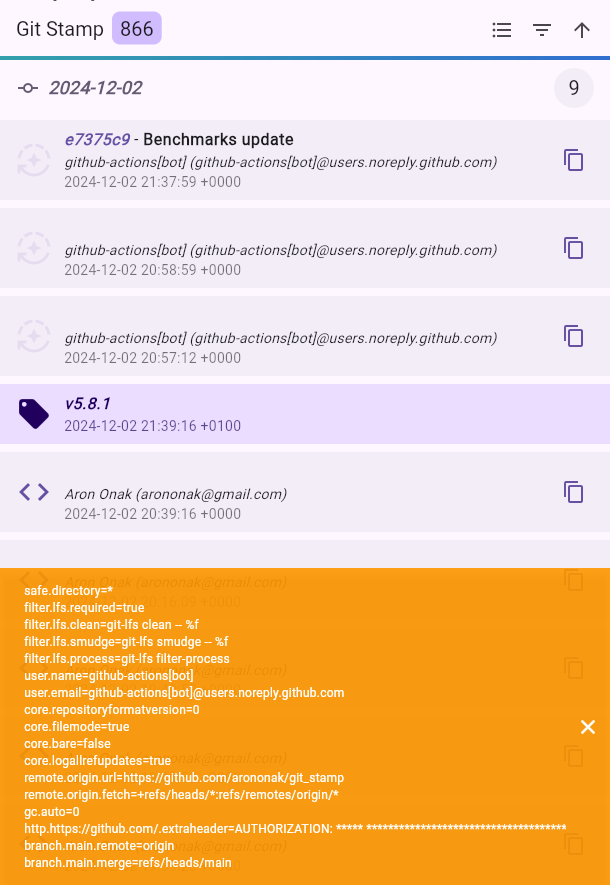 Git Stamp 866
2024-12-02 9
e7375c9 - Benchmarks update
github-actions[bot] (github-actions[bot]@users.noreply.github.com)
2024-12-02 21:37:59 +0000
github-actions[bot] (github-actions[bot]@users.noreply.github.com)
2024-12-02 20:58:59 +0000
github-actions[bot] (github-actions[bot]@users.noreply.github.com)
2024-12-02 20:57:12 +0000
v5.8.1
2024-12-02 21:39:16 +0100
Aron Onak (arononak@gmail.com)
2024-12-02 20:39:16 +0000
Aron Onak (arononak@gmail.com)
safe.directory=*
filter.lfs.required=true
filter.lfs.clean=git-lfs clean -- %f
filter.lfs.smudge=git-lfs smudge -- %f
filter.lfs.process=git-lfs filter-process
user.name=github-actions[bot]
user.email=github-actions[bot]@users.noreply.github.com
core.repositoryformatversion=0
core.filemode=true
core.bare=false
core.logallrefupdates=true
remote.origin.url=https://github.com/arononak/git_stamp
remote.origin.fetch=+refs/heads/*:refs/remotes/origin/*
gc.auto=0
http.https://github.com/.extraheader=AUTHORIZATION: ***** ***********************************
branch.main.remote=origin
branch.main.merge=refs/heads/main